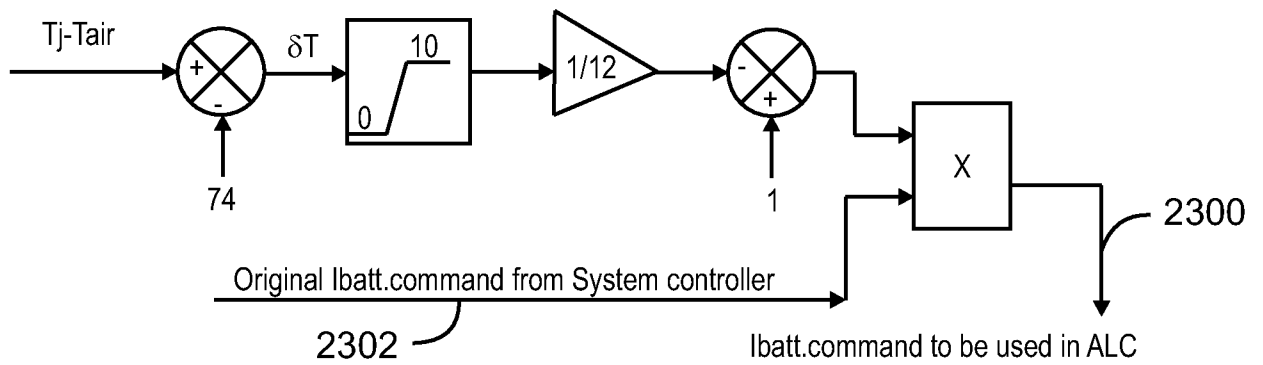 Tj-Tair
+
-
74
δT
0
10
1/12
-
+
1
X
2300
Original Ibatt.command from System controller
2302
Ibatt.command to be used in ALC